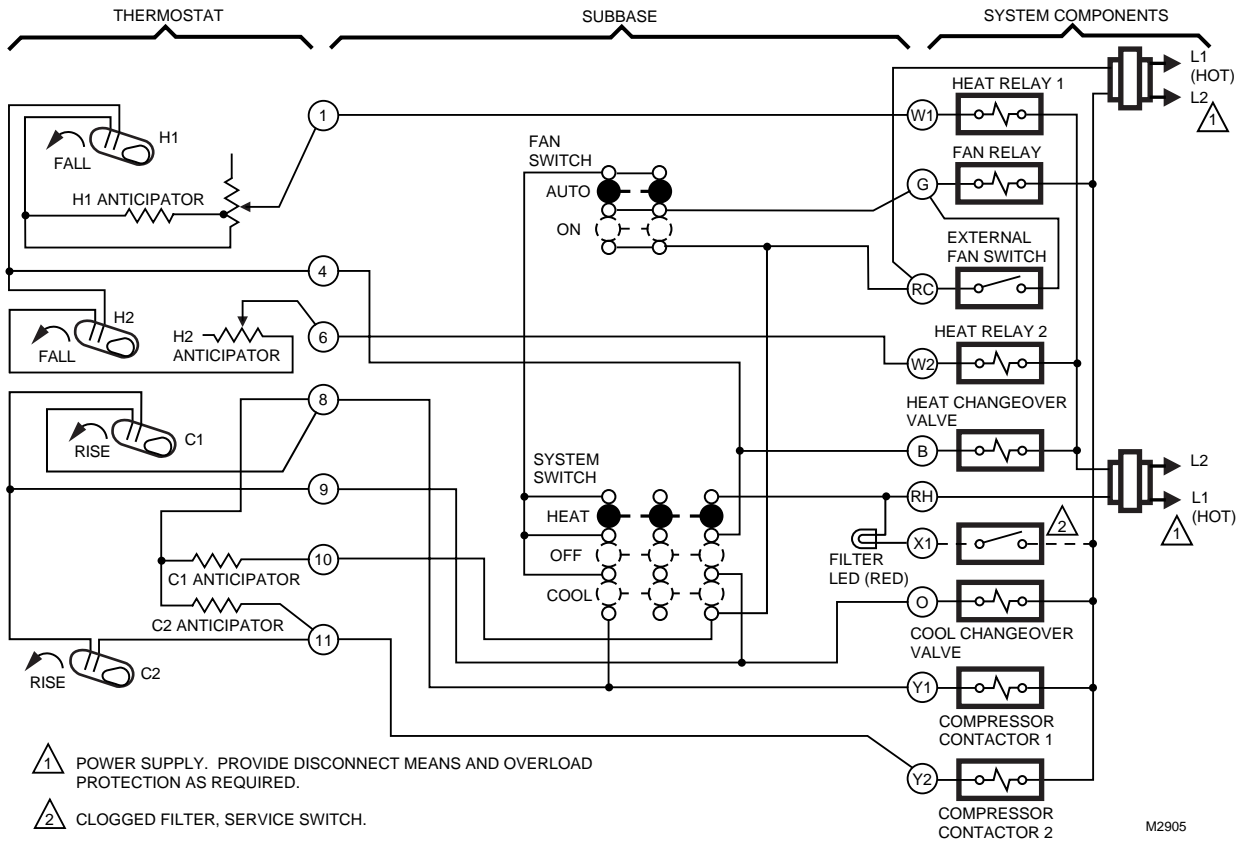 THERMOSTAT
SUBBASE
SYSTEM COMPONENTS
L1
(HOT)
L2
1
HEAT RELAY 1
W1
1
H1
FALL
H1 ANTICIPATOR
FAN
SWITCH
AUTO
ON
FAN RELAY
G
EXTERNAL
FAN SWITCH
RC
4
H2
FALL
H2
ANTICIPATOR
6
HEAT RELAY 2
W2
8
C1
RISE
HEAT CHANGEOVER
VALVE
B
SYSTEM
SWITCH
HEAT
OFF
COOL
9
RH
L2
L1
(HOT)
1
10
C1 ANTICIPATOR
FILTER
LED (RED)
X1
2
C2 ANTICIPATOR
O
COOL CHANGEOVER
VALVE
11
RISE
C2
Y1
COMPRESSOR
CONTACTOR 1
Y2
COMPRESSOR
CONTACTOR 2
1 POWER SUPPLY. PROVIDE DISCONNECT MEANS AND OVERLOAD
PROTECTION AS REQUIRED.
2 CLOGGED FILTER, SERVICE SWITCH.
M2905